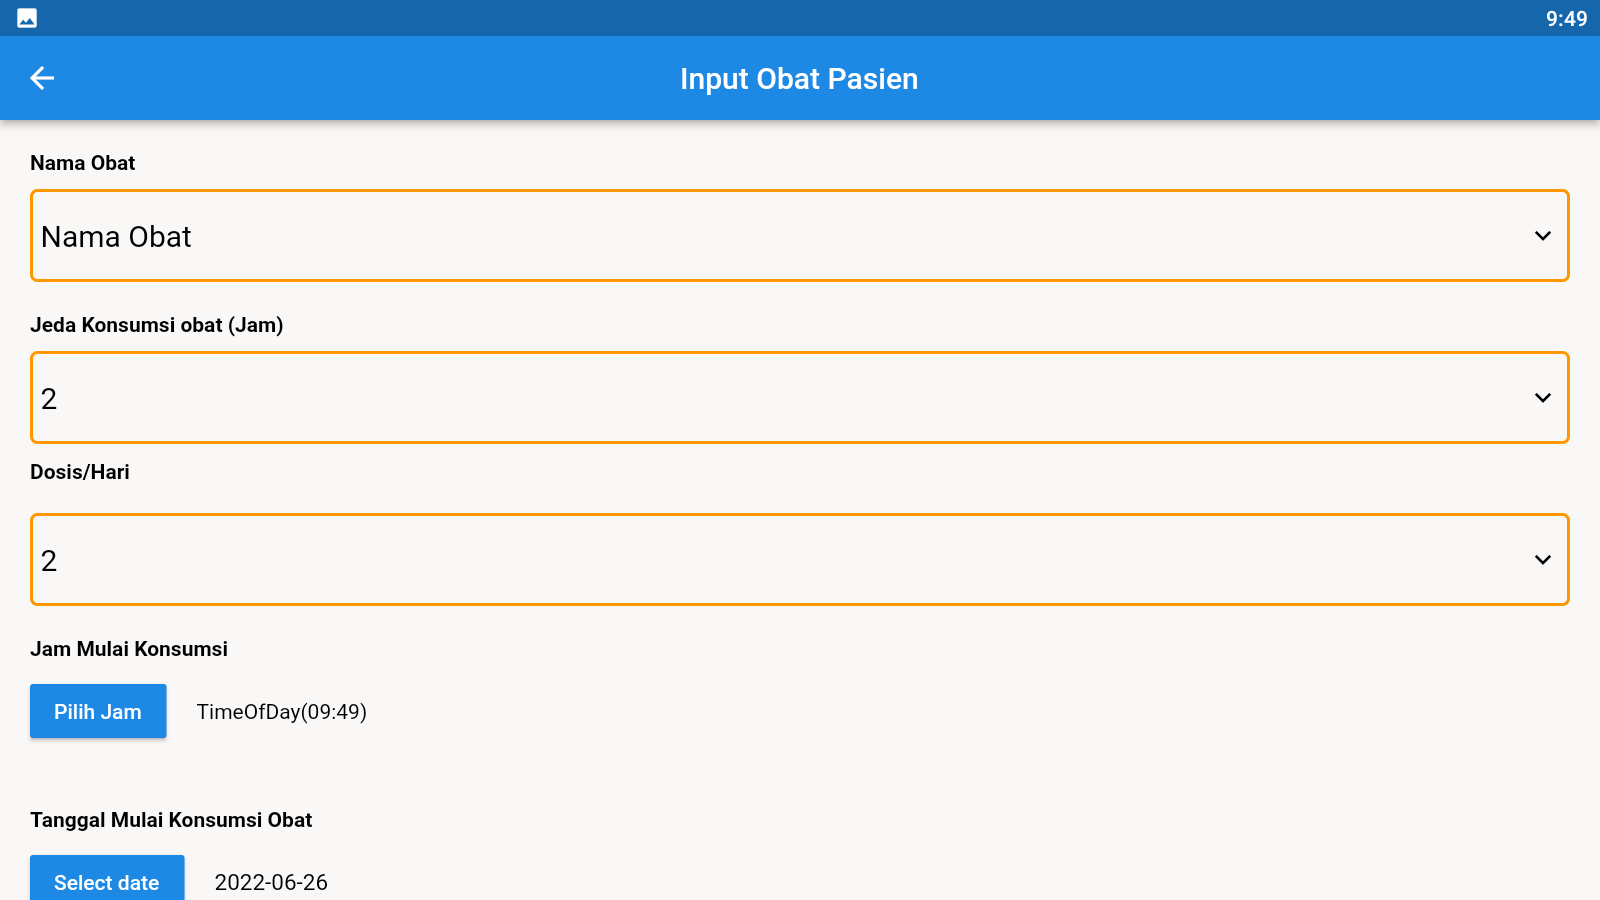 9:49
Input Obat Pasien
Nama Obat
Nama Obat
Jeda Konsumsi obat (Jam)
2
Dosis/Hari
2
Jam Mulai Konsumsi
Pilih Jam TimeOfDay(09:49)
Tanggal Mulai Konsumsi Obat
Select date 2022-06-26